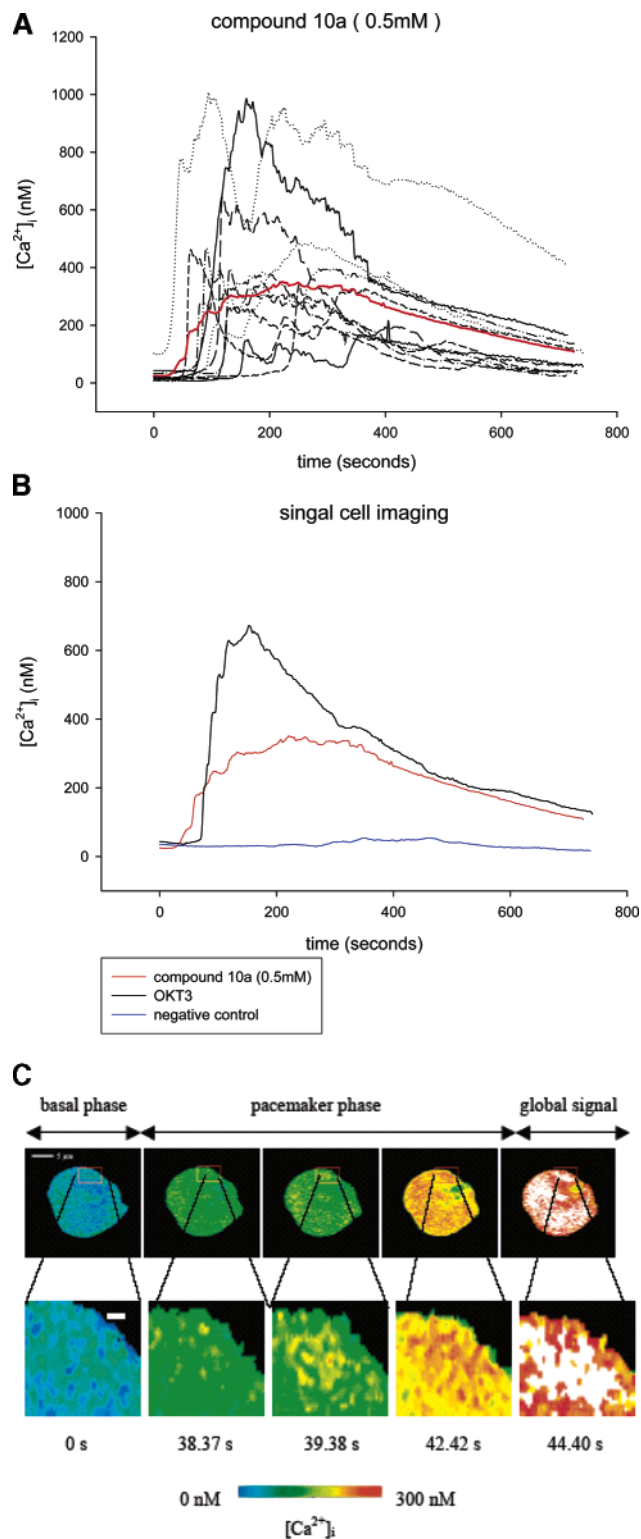 A
compound 10a ( 0.5mM )
1200
1000
800
600
400
200
0
[Ca²⁺]ᵢ (nM)
0 200 400 600 800
time (seconds)
B
singal cell imaging
1000
800
600
400
200
0
[Ca²⁺]ᵢ (nM)
0 200 400 600 800
time (seconds)
compound 10a (0.5mM)
OKT3
negative control
C
basal phase pacemaker phase global signal
5 µm
0 s 38.37 s 39.38 s 42.42 s 44.40 s
0 nM 300 nM
[Ca²⁺]ᵢ